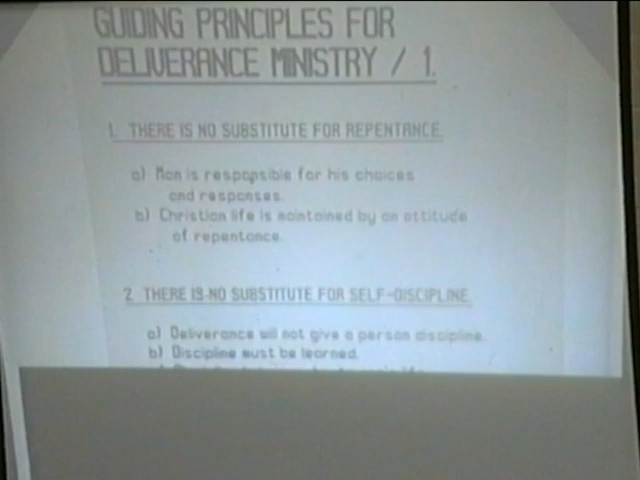 GUIDING PRINCIPLES FOR
DELIVERANCE MINISTRY / 1.
1. THERE IS NO SUBSTITUTE FOR REPENTANCE.
a) Man is responsible for his choices
and responses.
b) Christian life is maintained by an attitude
of repentance.
2 THERE IS NO SUBSTITUTE FOR SELF-DISCIPLINE.
a) Deliverance will not give a person discipline.
b) Discipline must be learned.